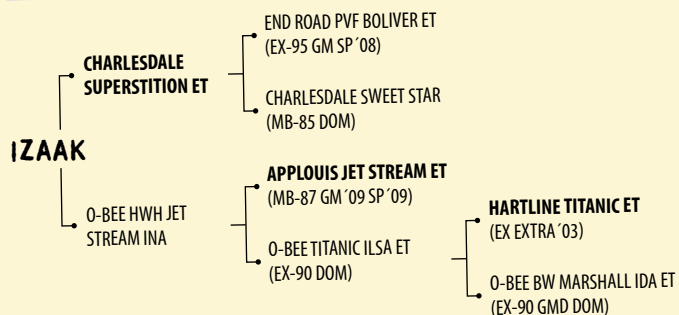 IZAAK
CHARLESDALE
SUPERSTITION ET
END ROAD PVF BOLIVER ET
(EX-95 GM SP´08)
CHARLESDALE SWEET STAR
(MB-85 DOM)
O-BEE HWH JET
STREAM INA
APPLOUIS JET STREAM ET
(MB-87 GM´09 SP´09)
O-BEE TITANIC ILSA ET
(EX-90 DOM)
HARTLINE TITANIC ET
(EX EXTRA´03)
O-BEE BW MARSHALL IDA ET
(EX-90 GMD DOM)